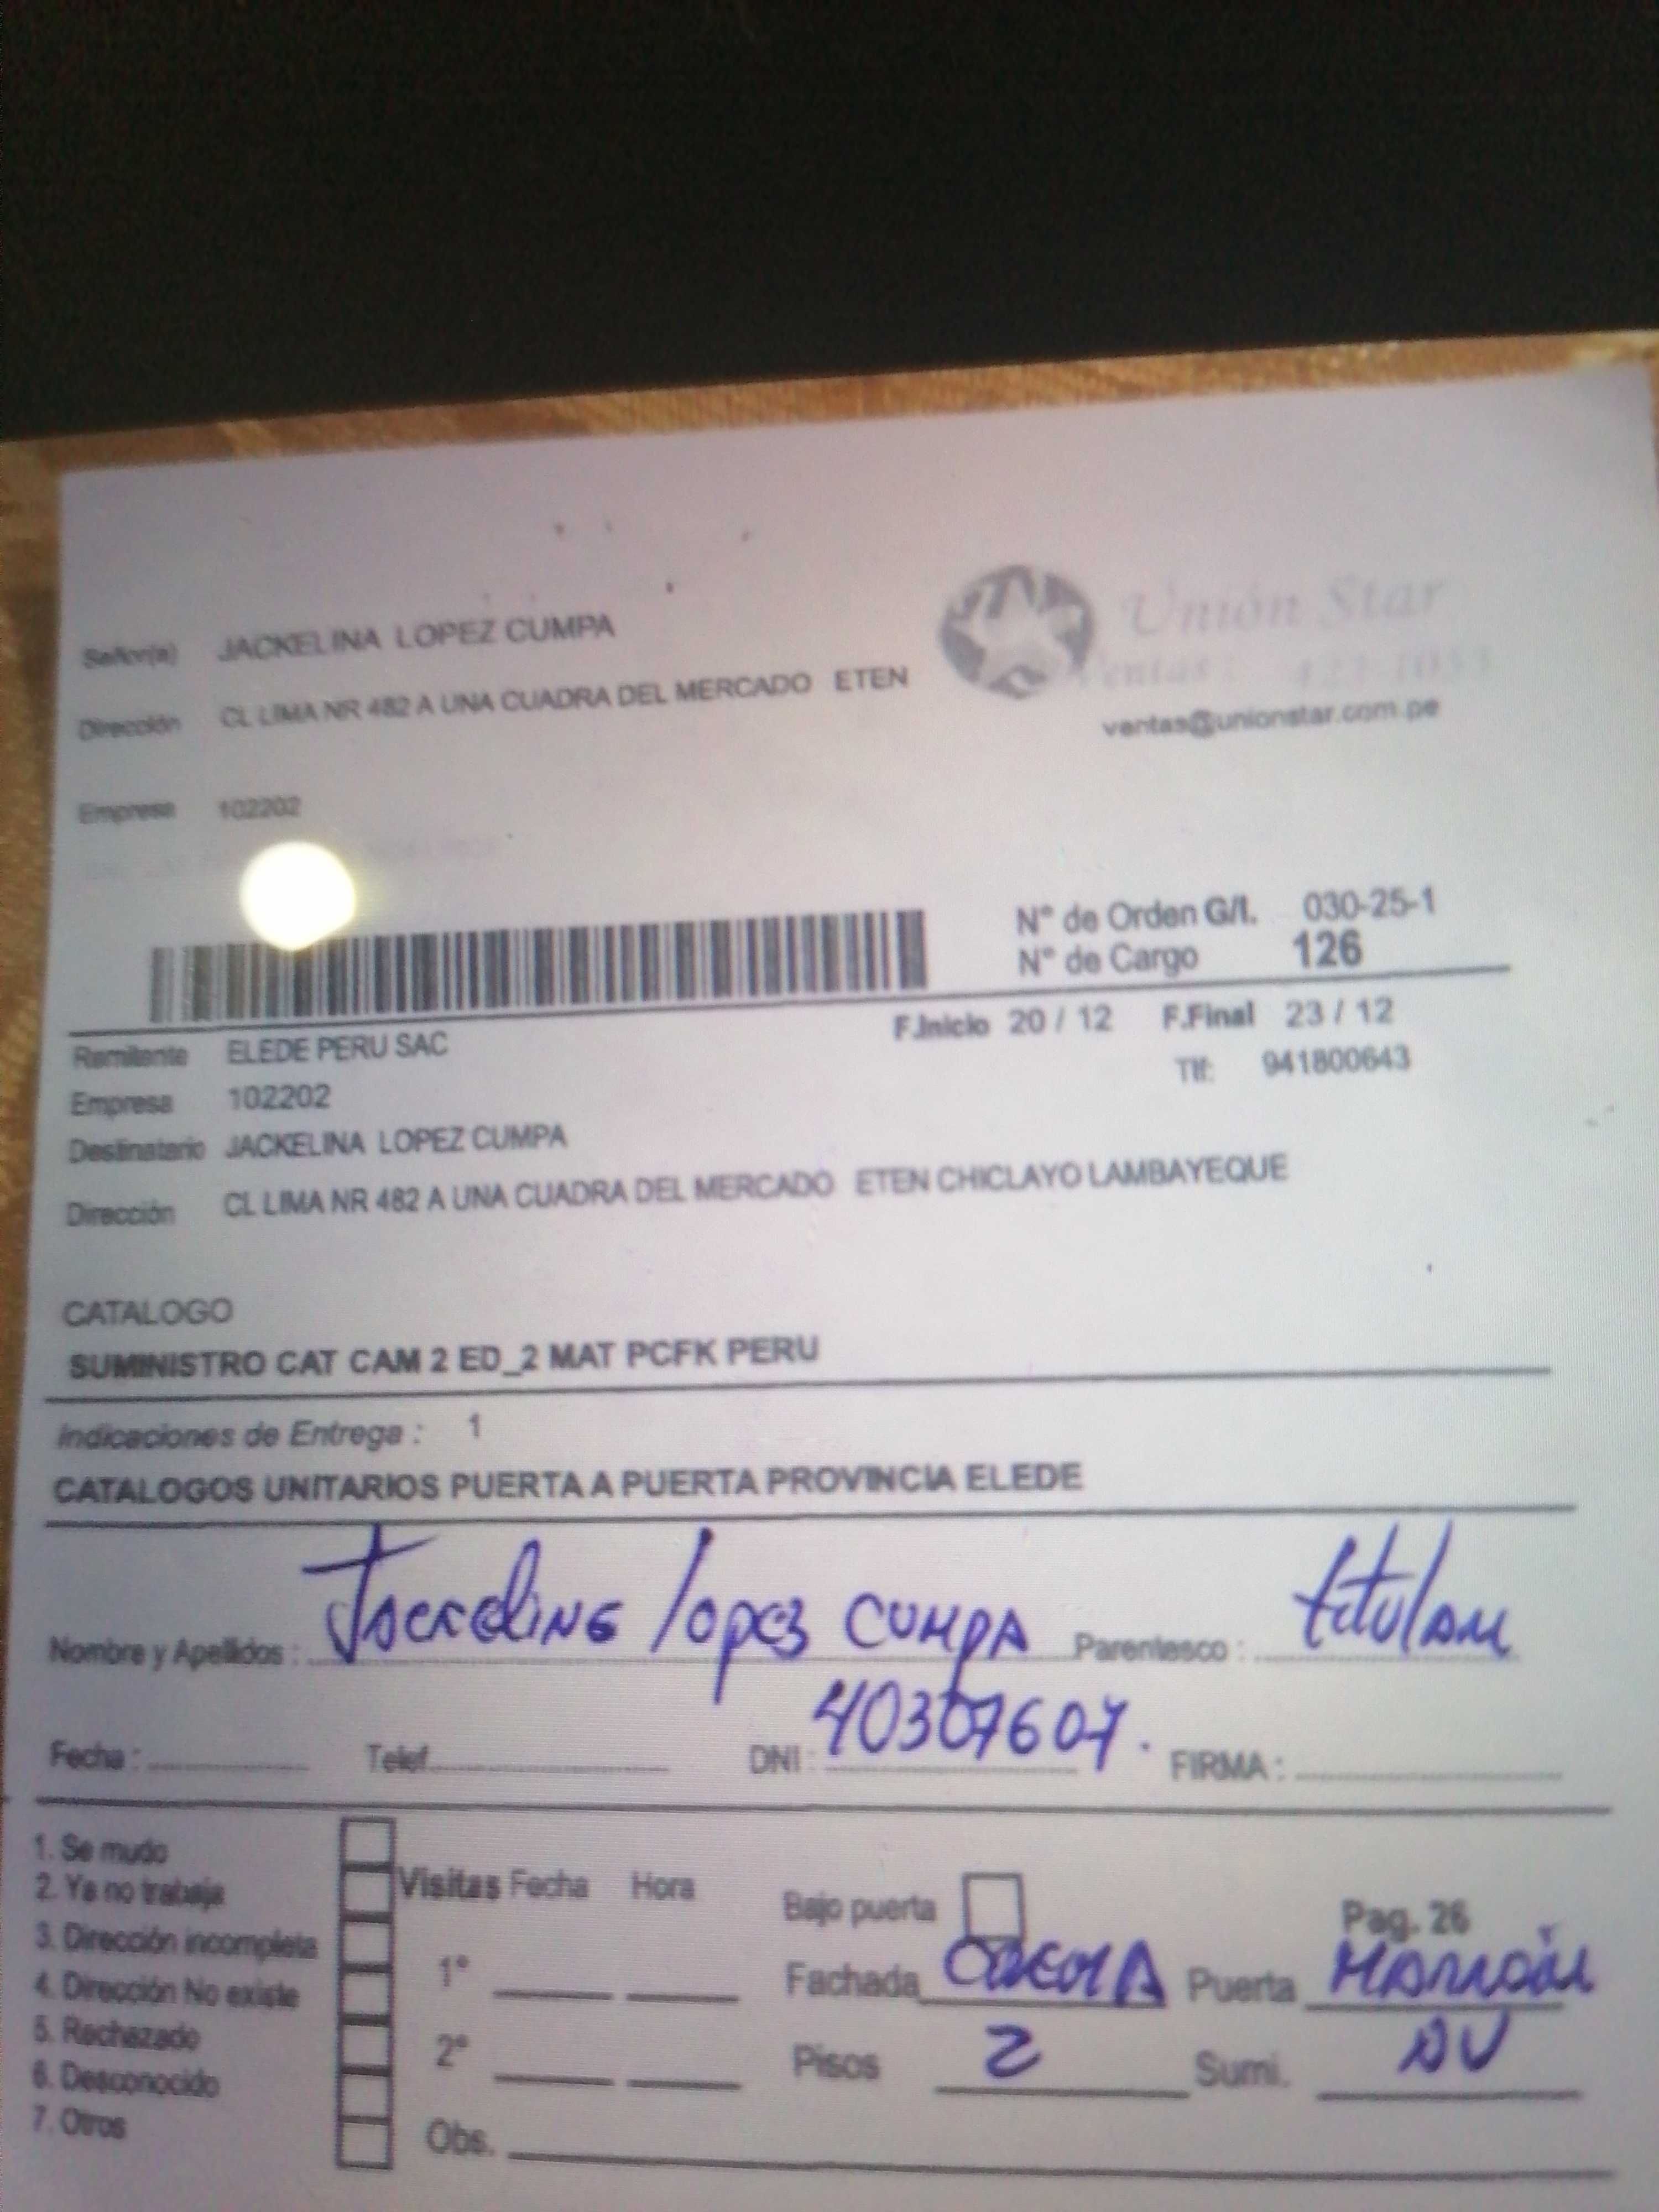 Señor(a) JACKELINA LOPEZ CUMPA
Unión Star
Dirección CL LIMA NR 482 A UNA CUADRA DEL MERCADO ETEN
Ventas: 422-1033
ventas@unionstar.com.pe
Empresa 102202
N° de Orden G/I. 030-25-1
N° de Cargo 126
F.Inicio 20 / 12 F.Final 23 / 12
Remitente ELEDE PERU SAC
Tlf: 941800643
Empresa 102202
Destinatario JACKELINA LOPEZ CUMPA
Dirección CL LIMA NR 482 A UNA CUADRA DEL MERCADO ETEN CHICLAYO LAMBAYEQUE
CATALOGO
SUMINISTRO CAT CAM 2 ED_2 MAT PCFK PERU
Indicaciones de Entrega : 1
CATALOGOS UNITARIOS PUERTA A PUERTA PROVINCIA ELEDE
Nombre y Apellidos : Jackeline lopez CUMPA Parentesco : titular
Fecha : Telef. DNI : 40307607. FIRMA :
1. Se mudo
2. Ya no trabaja
3. Dirección incompleta
4. Dirección No existe
5. Rechazado
6. Desconocido
7. Otros
Visitas Fecha Hora
1°
2°
Obs.
Bajo puerta Pag. 26
Fachada CREMA Puerta MARRÓN
Pisos 2 Sumi.